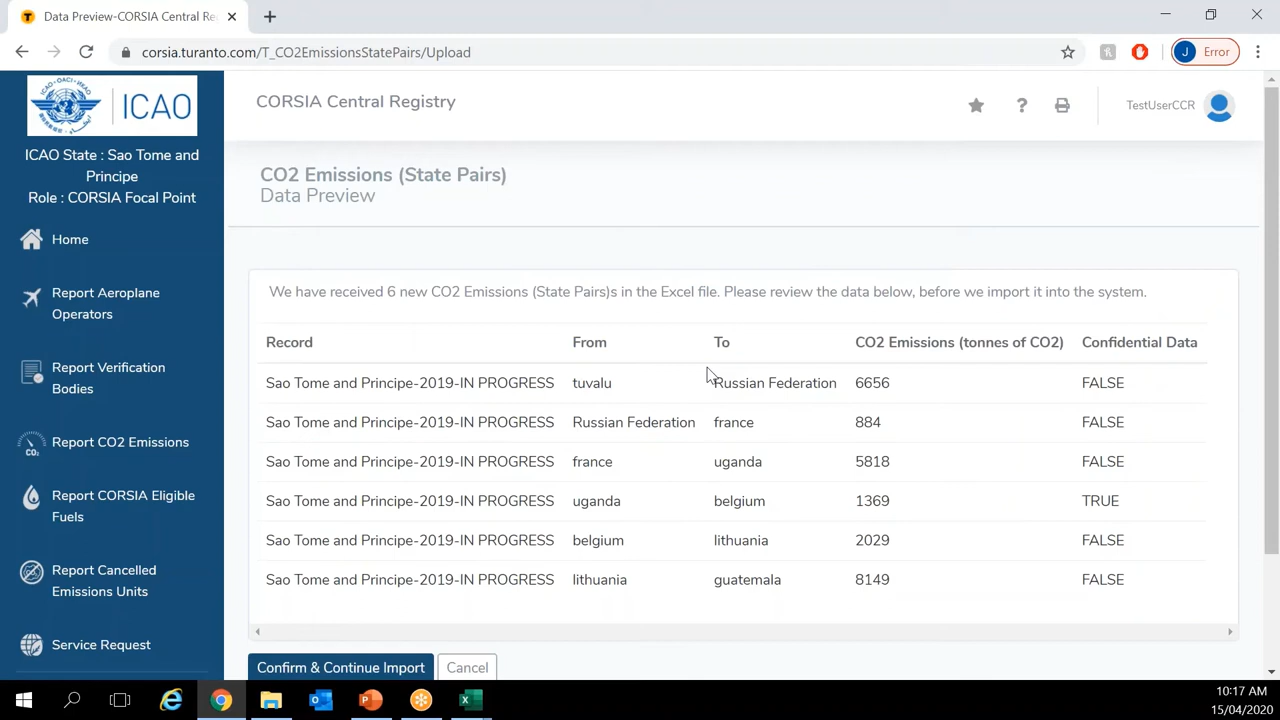 Data Preview-CORSIA Central Re
corsia.turanto.com/T_CO2EmissionsStatePairs/Upload
J Error
ICAO
ICAO State : Sao Tome and
Principe
Role : CORSIA Focal Point
Home
Report Aeroplane
Operators
Report Verification
Bodies
Report CO2 Emissions
Report CORSIA Eligible
Fuels
Report Cancelled
Emissions Units
Service Request
CORSIA Central Registry
TestUserCCR
CO2 Emissions (State Pairs)
Data Preview
We have received 6 new CO2 Emissions (State Pairs)s in the Excel file. Please review the data below, before we import it into the system.
Record From To CO2 Emissions (tonnes of CO2) Confidential Data
Sao Tome and Principe-2019-IN PROGRESS tuvalu Russian Federation 6656 FALSE
Sao Tome and Principe-2019-IN PROGRESS Russian Federation france 884 FALSE
Sao Tome and Principe-2019-IN PROGRESS france uganda 5818 FALSE
Sao Tome and Principe-2019-IN PROGRESS uganda belgium 1369 TRUE
Sao Tome and Principe-2019-IN PROGRESS belgium lithuania 2029 FALSE
Sao Tome and Principe-2019-IN PROGRESS lithuania guatemala 8149 FALSE
Confirm & Continue Import Cancel
10:17 AM
15/04/2020